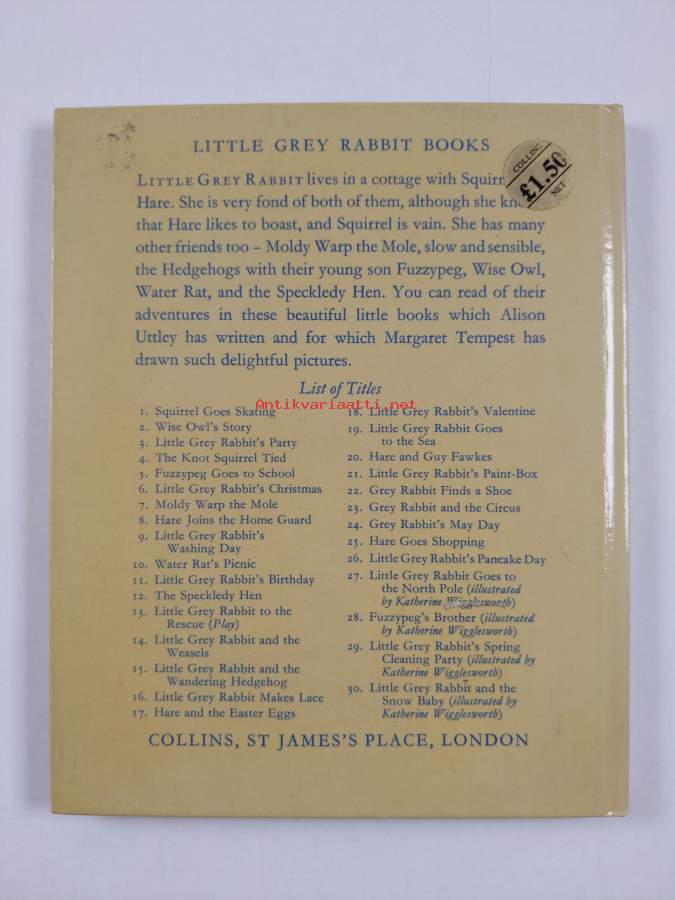 LITTLE GREY RABBIT BOOKS
COLLINS
£1.50
NET
LITTLE GREY RABBIT lives in a cottage with
Hare. She is very fond of both of them, although she
that Hare likes to boast, and Squirrel is vain. She has many
other friends too – Moldy Warp the Mole, slow and sensible,
the Hedgehogs with their young son Fuzzypeg, Wise Owl,
Water Rat, and the Speckledy Hen. You can read of their
adventures in these beautiful little books which Alison
Uttley has written and for which Margaret Tempest has
drawn such delightful pictures.
List of Titles
Antikvariaatti.net
1. Squirrel Goes Skating
2. Wise Owl's Story
3. Little Grey Rabbit's Party
4. The Knot Squirrel Tied
5. Fuzzypeg Goes to School
6. Little Grey Rabbit's Christmas
7. Moldy Warp the Mole
8. Hare Joins the Home Guard
9. Little Grey Rabbit's
Washing Day
10. Water Rat's Picnic
11. Little Grey Rabbit's Birthday
12. The Speckledy Hen
13. Little Grey Rabbit to the
Rescue (Play)
14. Little Grey Rabbit and the
Weasels
15. Little Grey Rabbit and the
Wandering Hedgehog
16. Little Grey Rabbit Makes Lace
17. Hare and the Easter Eggs
18. Little Grey Rabbit's Valentine
19. Little Grey Rabbit Goes
to the Sea
20. Hare and Guy Fawkes
21. Little Grey Rabbit's Paint-Box
22. Grey Rabbit Finds a Shoe
23. Grey Rabbit and the Circus
24. Grey Rabbit's May Day
25. Hare Goes Shopping
26. Little Grey Rabbit's Pancake Day
27. Little Grey Rabbit Goes to
the North Pole (illustrated
by Katherine Wigglesworth)
28. Fuzzypeg's Brother (illustrated
by Katherine Wigglesworth)
29. Little Grey Rabbit's Spring
Cleaning Party (illustrated by
Katherine Wigglesworth)
30. Little Grey Rabbit and the
Snow Baby (illustrated by
Katherine Wigglesworth)
COLLINS, ST JAMES'S PLACE, LONDON